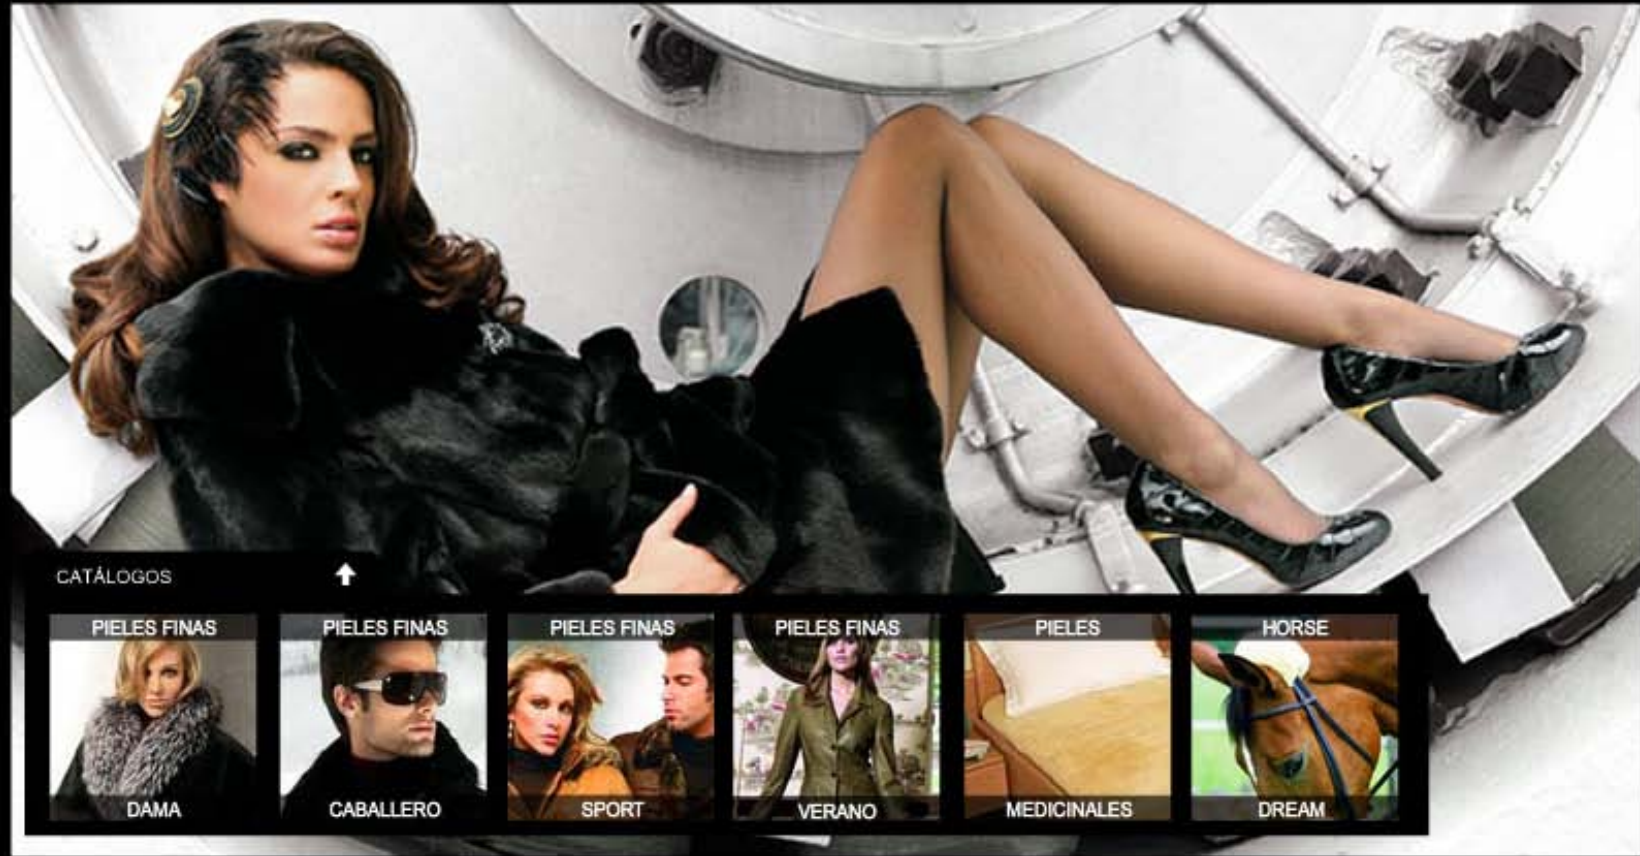 CATÁLOGOS
PIELES FINAS
DAMA
PIELES FINAS
CABALLERO
PIELES FINAS
SPORT
PIELES FINAS
VERANO
PIELES
MEDICINALES
HORSE
DREAM